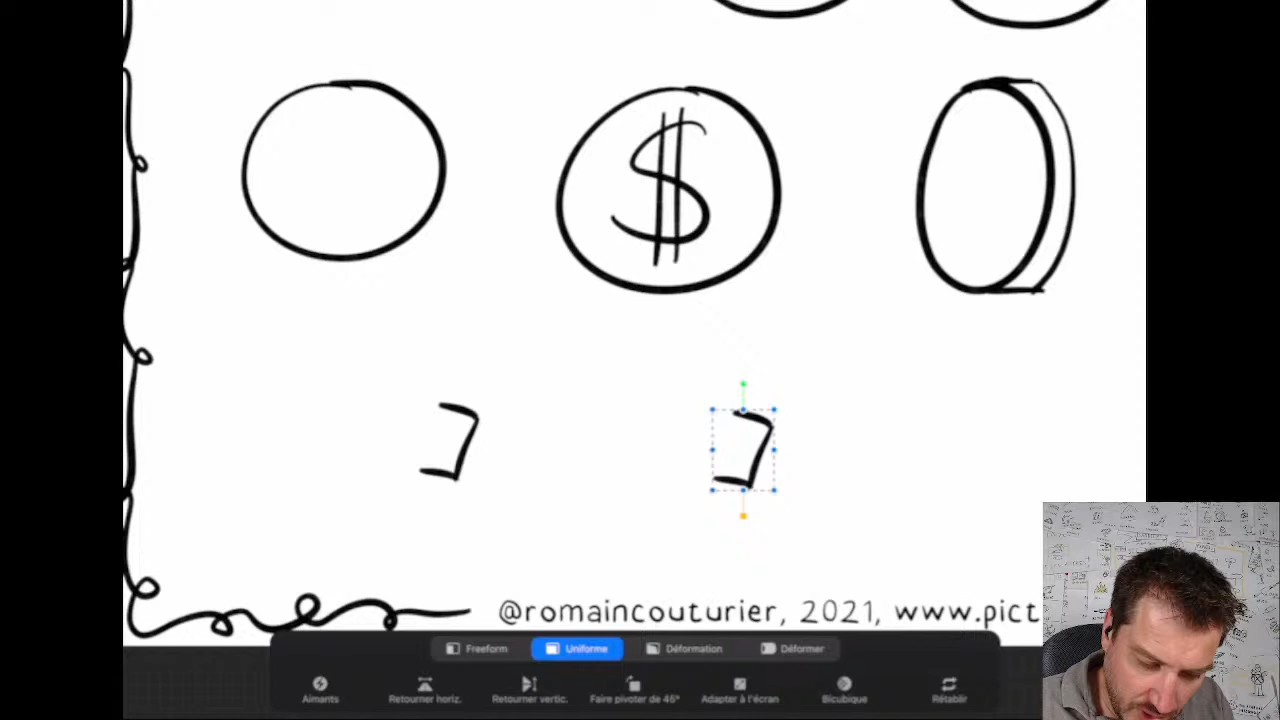 $
@romaincouturier, 2021, www.pict
Freeform Uniforme Déformation Déformer
Aimants Retourner horiz. Retourner vertic. Faire pivoter de 45° Adapter à l'écran Bicubique Rétablir